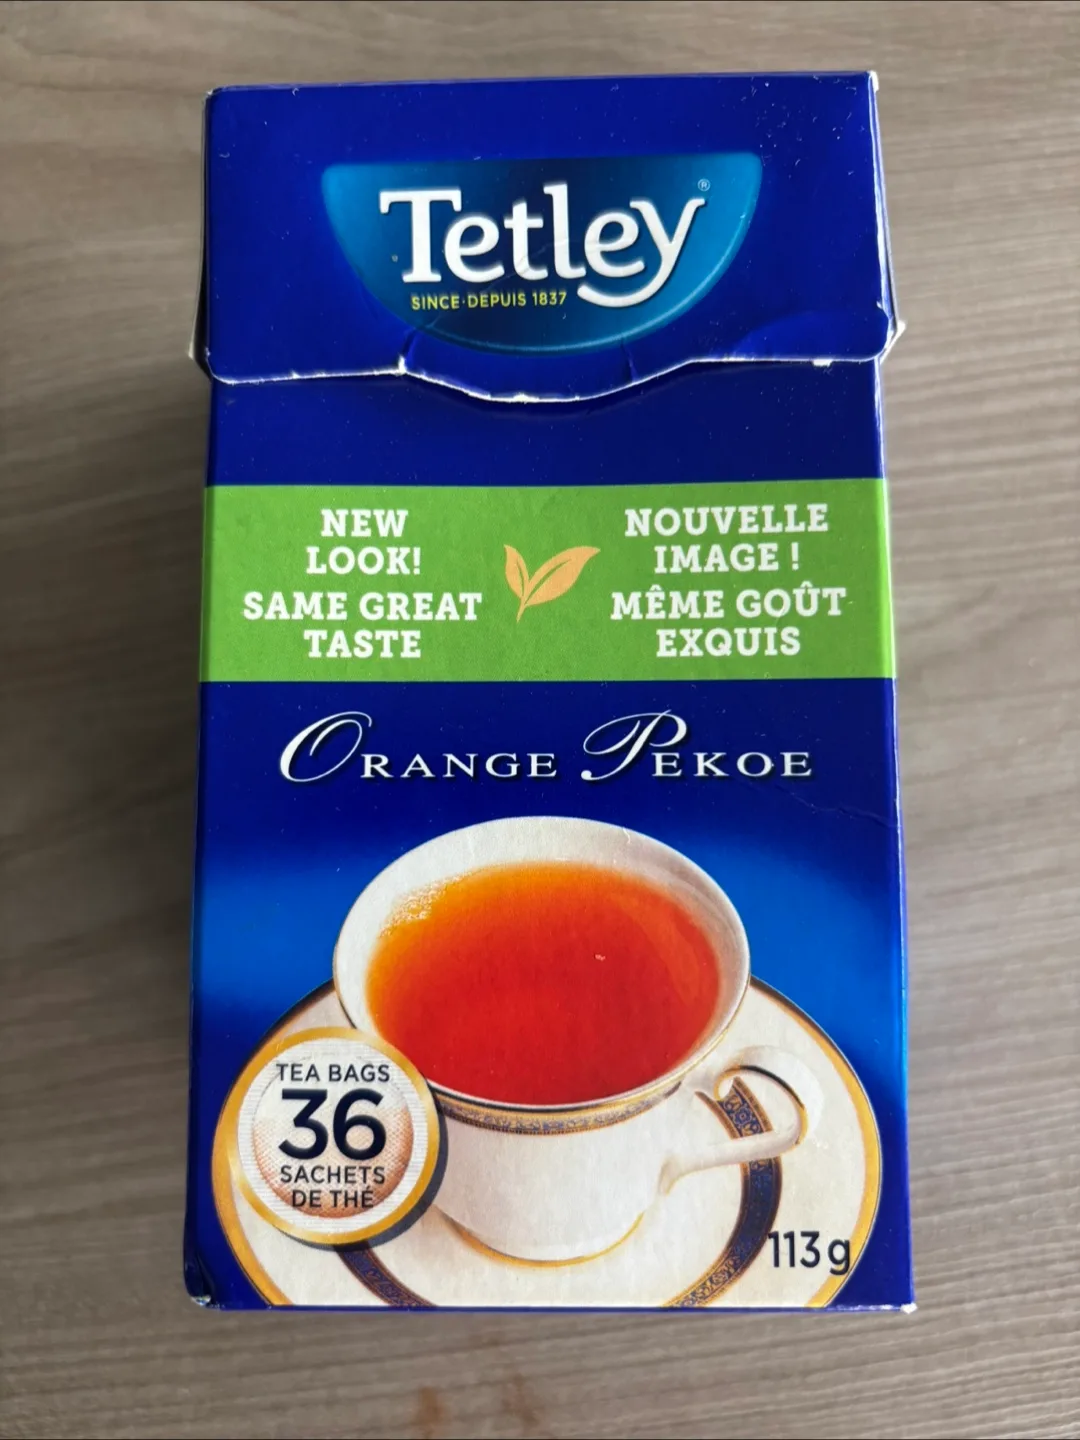 Tetley®
SINCE·DEPUIS 1837
NEW
LOOK!
SAME GREAT
TASTE
NOUVELLE
IMAGE !
MÊME GOÛT
EXQUIS
ORANGE PEKOE
TEA BAGS
36
SACHETS
DE THÉ
113 g